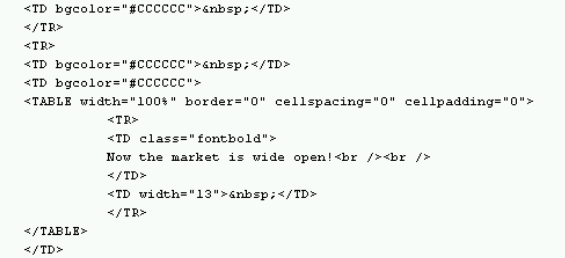 <TD bgcolor="#CCCCCC">&nbsp;</TD>
</TR>
<TR>
<TD bgcolor="#CCCCCC">&nbsp;</TD>
<TD bgcolor="#CCCCCC">
<TABLE width="100%" border="0" cellspacing="0" cellpadding="0">
<TR>
<TD class="fontbold">
Now the market is wide open!<br /><br />
</TD>
<TD width="13">&nbsp;</TD>
</TR>
</TABLE>
</TD>